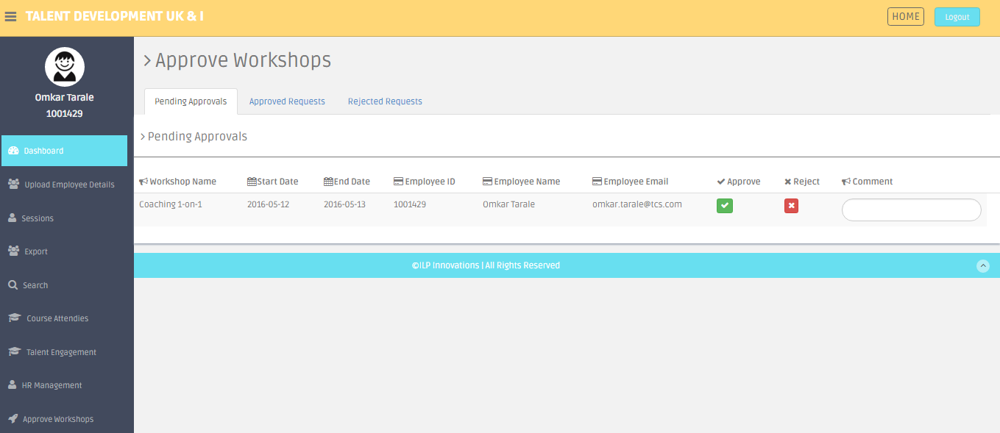 TALENT DEVELOPMENT UK & I
HOME
Logout
Omkar Tarale
1001429
Dashboard
Upload Employee Details
Sessions
Export
Search
Course Attendies
Talent Engagement
HR Management
Approve Workshops
> Approve Workshops
Pending Approvals Approved Requests Rejected Requests
> Pending Approvals
Workshop Name Start Date End Date Employee ID Employee Name Employee Email Approve Reject Comment
Coaching 1-on-1 2016-05-12 2016-05-13 1001429 Omkar Tarale omkar.tarale@tcs.com
©ILP Innovations | All Rights Reserved